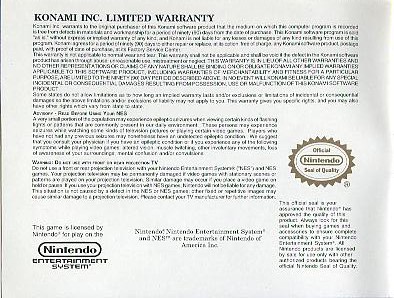 KONAMI INC. LIMITED WARRANTY
Konami Inc. warrants to the original purchaser of this Konami software product that the medium on which this computer program is recorded
is free from defects in materials and workmanship for a period of ninety (90) days from the date of purchase. This Konami software program is sold
"as is," without express or implied warranty of any kind, and Konami is not liable for any losses or damages of any kind resulting from use of this
program. Konami agrees for a period of ninety (90) days to either repair or replace, at its option, free of charge, any Konami software product, postage
paid, with proof of date of purchase, at its Factory Service Center.
This warranty is not applicable to normal wear and tear. This warranty shall not be applicable and shall be void if the defect in the Konami software
product has arisen through abuse, unreasonable use, mistreatment or neglect. THIS WARRANTY IS IN LIEU OF ALL OTHER WARRANTIES AND
NO OTHER REPRESENTATIONS OR CLAIMS OF ANY NATURE SHALL BE BINDING ON OR OBLIGATE KONAMI. ANY IMPLIED WARRANTIES
APPLICABLE TO THIS SOFTWARE PRODUCT, INCLUDING WARRANTIES OF MERCHANTABILITY AND FITNESS FOR A PARTICULAR
PURPOSE, ARE LIMITED TO THE NINETY (90) DAY PERIOD DESCRIBED ABOVE. IN NO EVENT WILL KONAMI BE LIABLE FOR ANY SPECIAL
INCIDENTAL OR CONSEQUENTIAL DAMAGES RESULTING FROM POSSESSION, USE OR MALFUNCTION OF THIS KONAMI SOFTWARE
PRODUCT.
Some states do not allow limitations as to how long an implied warranty lasts and/or exclusions or limitations of incidental or consequential
damages so the above limitations and/or exclusions of liability may not apply to you. This warranty gives you specific rights, and you may also
have other rights which vary from state to state.
Advisory - Read Before Using Your NES
A very small portion of the population may experience epileptic seizures when viewing certain kinds of flashing
lights or patterns that are commonly present in our daily environment. These persons may experience
seizures while watching some kinds of television pictures or playing certain video games. Players who
have not had any previous seizures may nonetheless have an undetected epileptic condition. We suggest
that you consult your physician if you have an epileptic condition or if you experience any of the following
symptoms while playing video games: altered vision, muscle twitching, other involuntary movements, loss
of awareness of your surroundings, mental confusion and/or convulsions.
Warning: Do not use with front or rear projection TV
Do not use a front or rear projection television with your Nintendo Entertainment System® ("NES") and NES
games. Your projection television may be permanently damaged if video games with stationary scenes or
patterns are played on your projection television. Similar damage may occur if you place a video game on
hold or pause. If you use your projection television with NES games, Nintendo will not be liable for any damage.
This situation is not caused by a defect in the NES or NES games; other fixed or repetitive images may
cause similar damage to a projection television. Please contact your TV manufacturer for further information.
Official
Nintendo
Seal of Quality
®
This official seal is your
assurance that Nintendo®
has approved the quality of this
product. Always look for this
seal when buying games and
accessories to ensure complete
compatibility with your Nintendo
Entertainment System®. All
Nintendo products are licensed
by sale for use only with other
authorized products bearing the
official Nintendo Seal of Quality.
This game is licensed by
Nintendo® for play on the
Nintendo
ENTERTAINMENT
SYSTEM®
Nintendo,® Nintendo Entertainment System®
and NES® are trademarks of Nintendo of
America Inc.